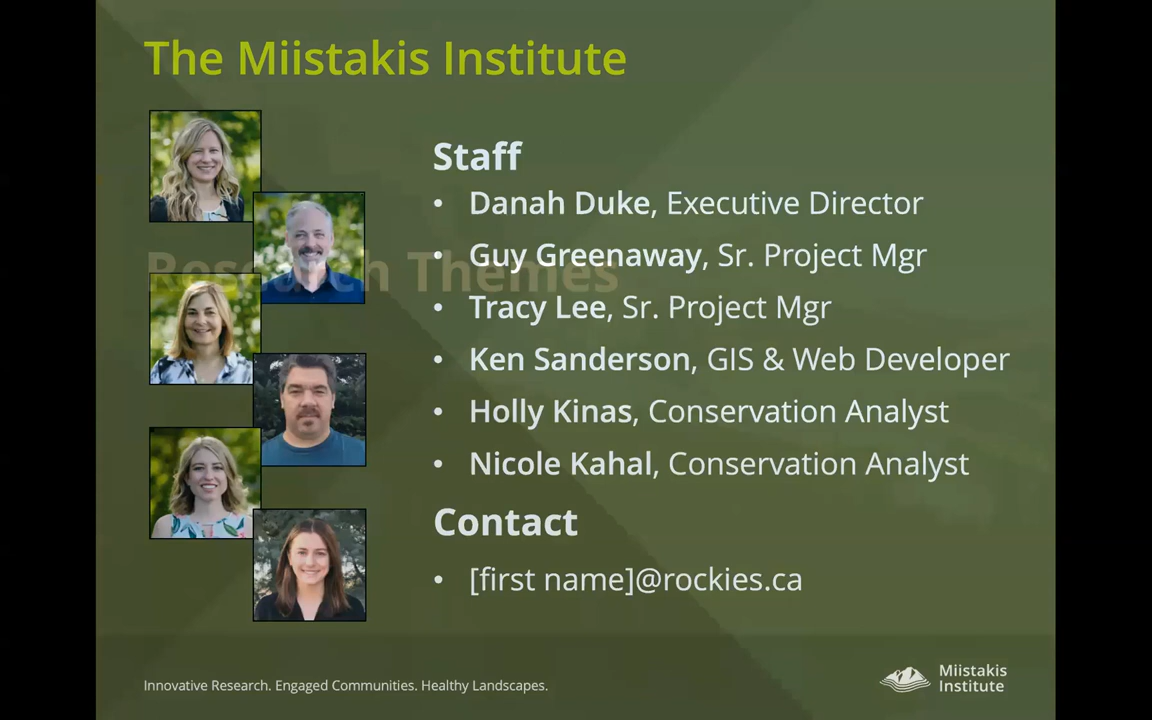 The Miistakis Institute
Staff
• Danah Duke, Executive Director
• Guy Greenaway, Sr. Project Mgr
Research Themes
• Tracy Lee, Sr. Project Mgr
• Ken Sanderson, GIS & Web Developer
• Holly Kinas, Conservation Analyst
• Nicole Kahal, Conservation Analyst
Contact
• [first name]@rockies.ca
Innovative Research. Engaged Communities. Healthy Landscapes.
Miistakis
Institute